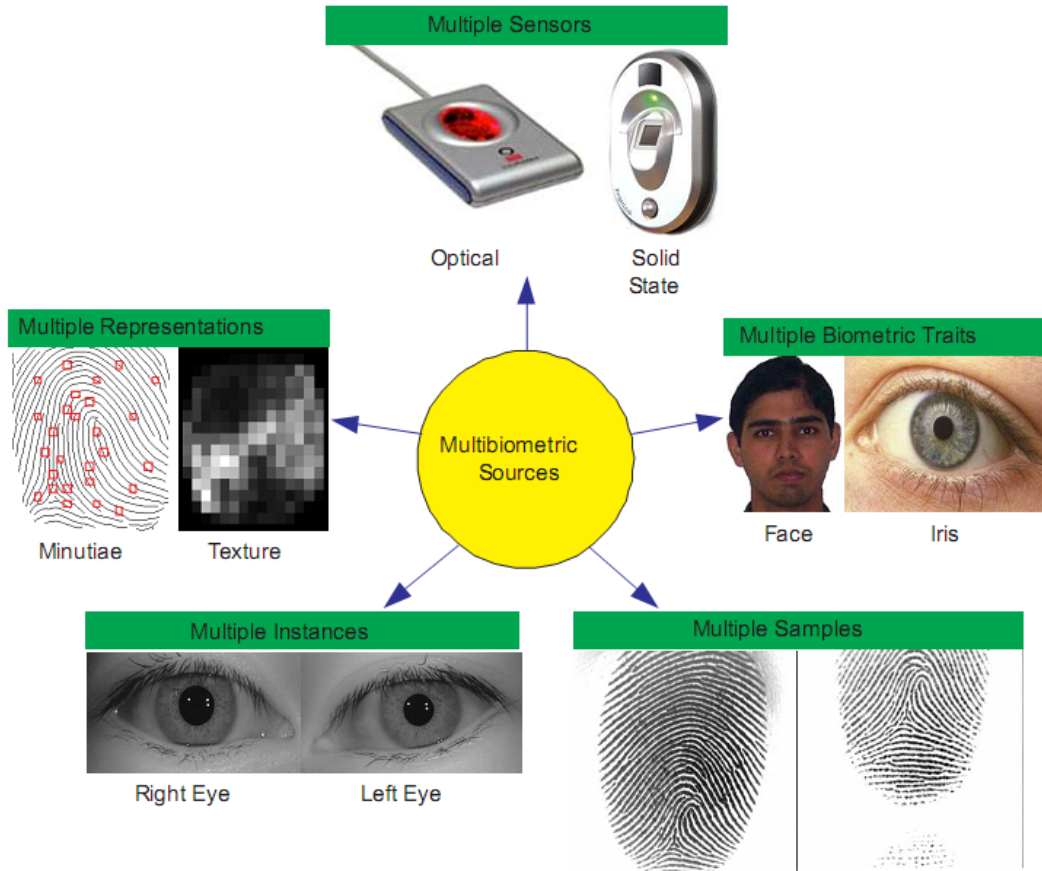 Multiple Sensors
Optical
Solid
State
Multiple Representations
Multiple Biometric Traits
Multibiometric
Sources
Minutiae
Texture
Face
Iris
Multiple Instances
Multiple Samples
Right Eye
Left Eye